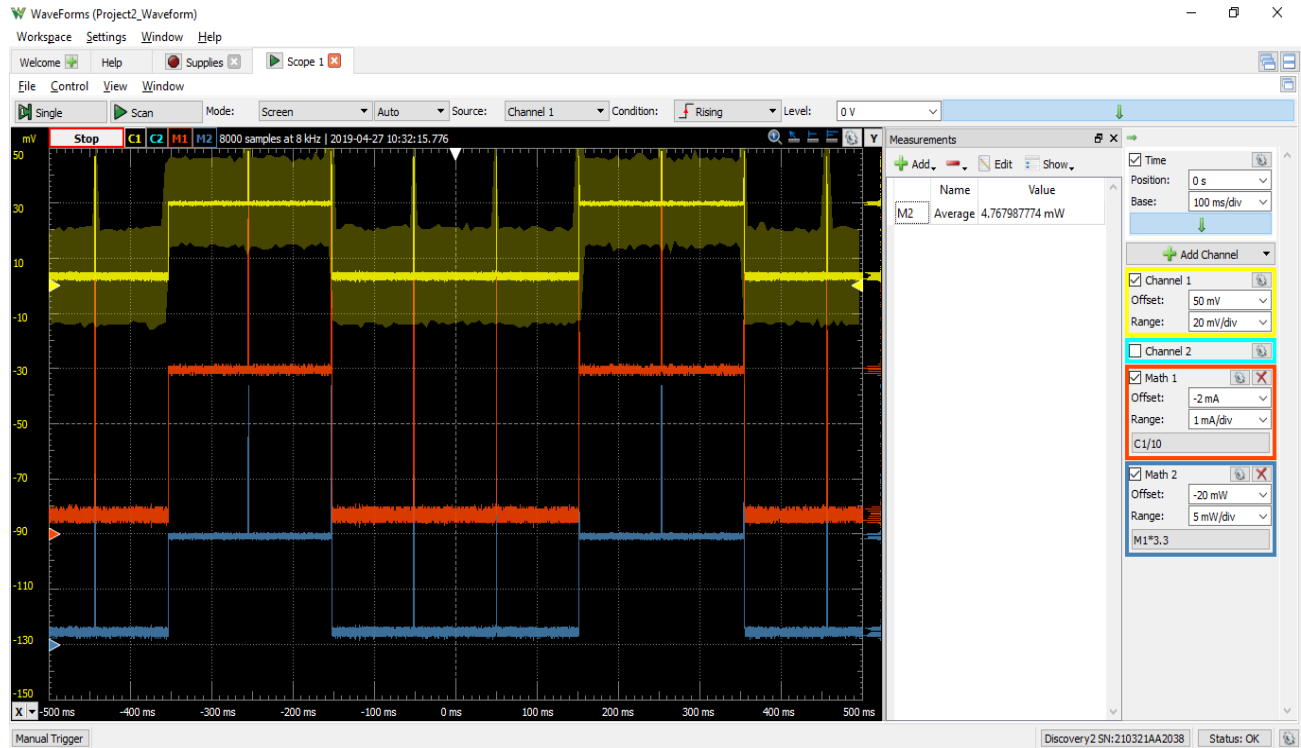 WaveForms (Project2_Waveform)
Workspace Settings Window Help
Welcome Help Supplies Scope 1
File Control View Window
Single Scan Mode: Screen Auto Source: Channel 1 Condition: Rising Level: 0 V
mV Stop C1 C2 M1 M2 8000 samples at 8 kHz | 2019-04-27 10:32:15.776 Y
50
30
10
-10
-30
-50
-70
-90
-110
-130
-150
X -500 ms -400 ms -300 ms -200 ms -100 ms 0 ms 100 ms 200 ms 300 ms 400 ms 500 ms
Measurements
Add Edit Show
Name Value
M2 Average 4.767987774 mW
Time
Position: 0 s
Base: 100 ms/div
Add Channel
Channel 1
Offset: 50 mV
Range: 20 mV/div
Channel 2
Math 1
Offset: -2 mA
Range: 1 mA/div
C1/10
Math 2
Offset: -20 mW
Range: 5 mW/div
M1*3.3
Manual Trigger Discovery2 SN:210321AA2038 Status: OK